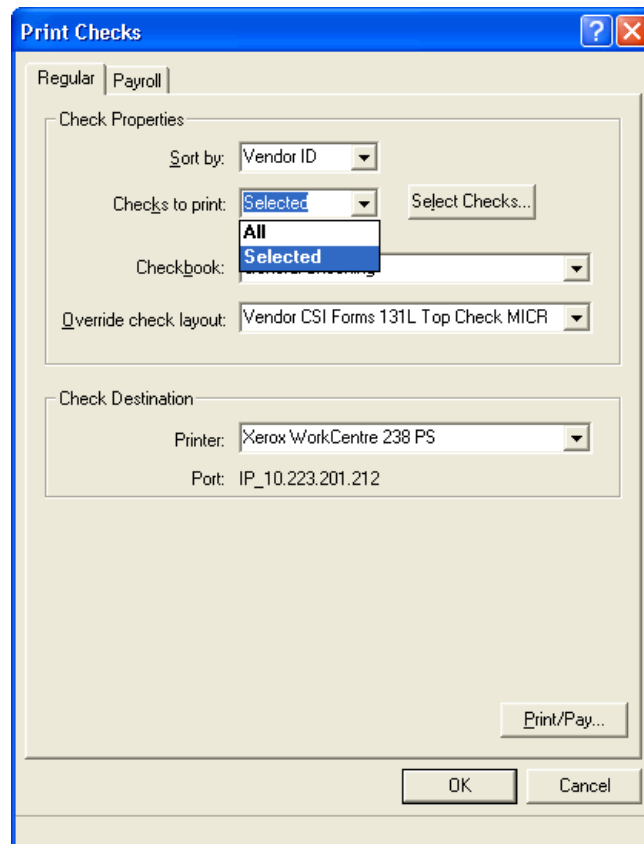 Print Checks
Regular Payroll
Check Properties
Sort by: Vendor ID
Checks to print: Selected Select Checks...
All
Selected
Checkbook:
Override check layout: Vendor CSI Forms 131L Top Check MICR
Check Destination
Printer: Xerox WorkCentre 238 PS
Port: IP_10.223.201.212
Print/Pay...
OK Cancel